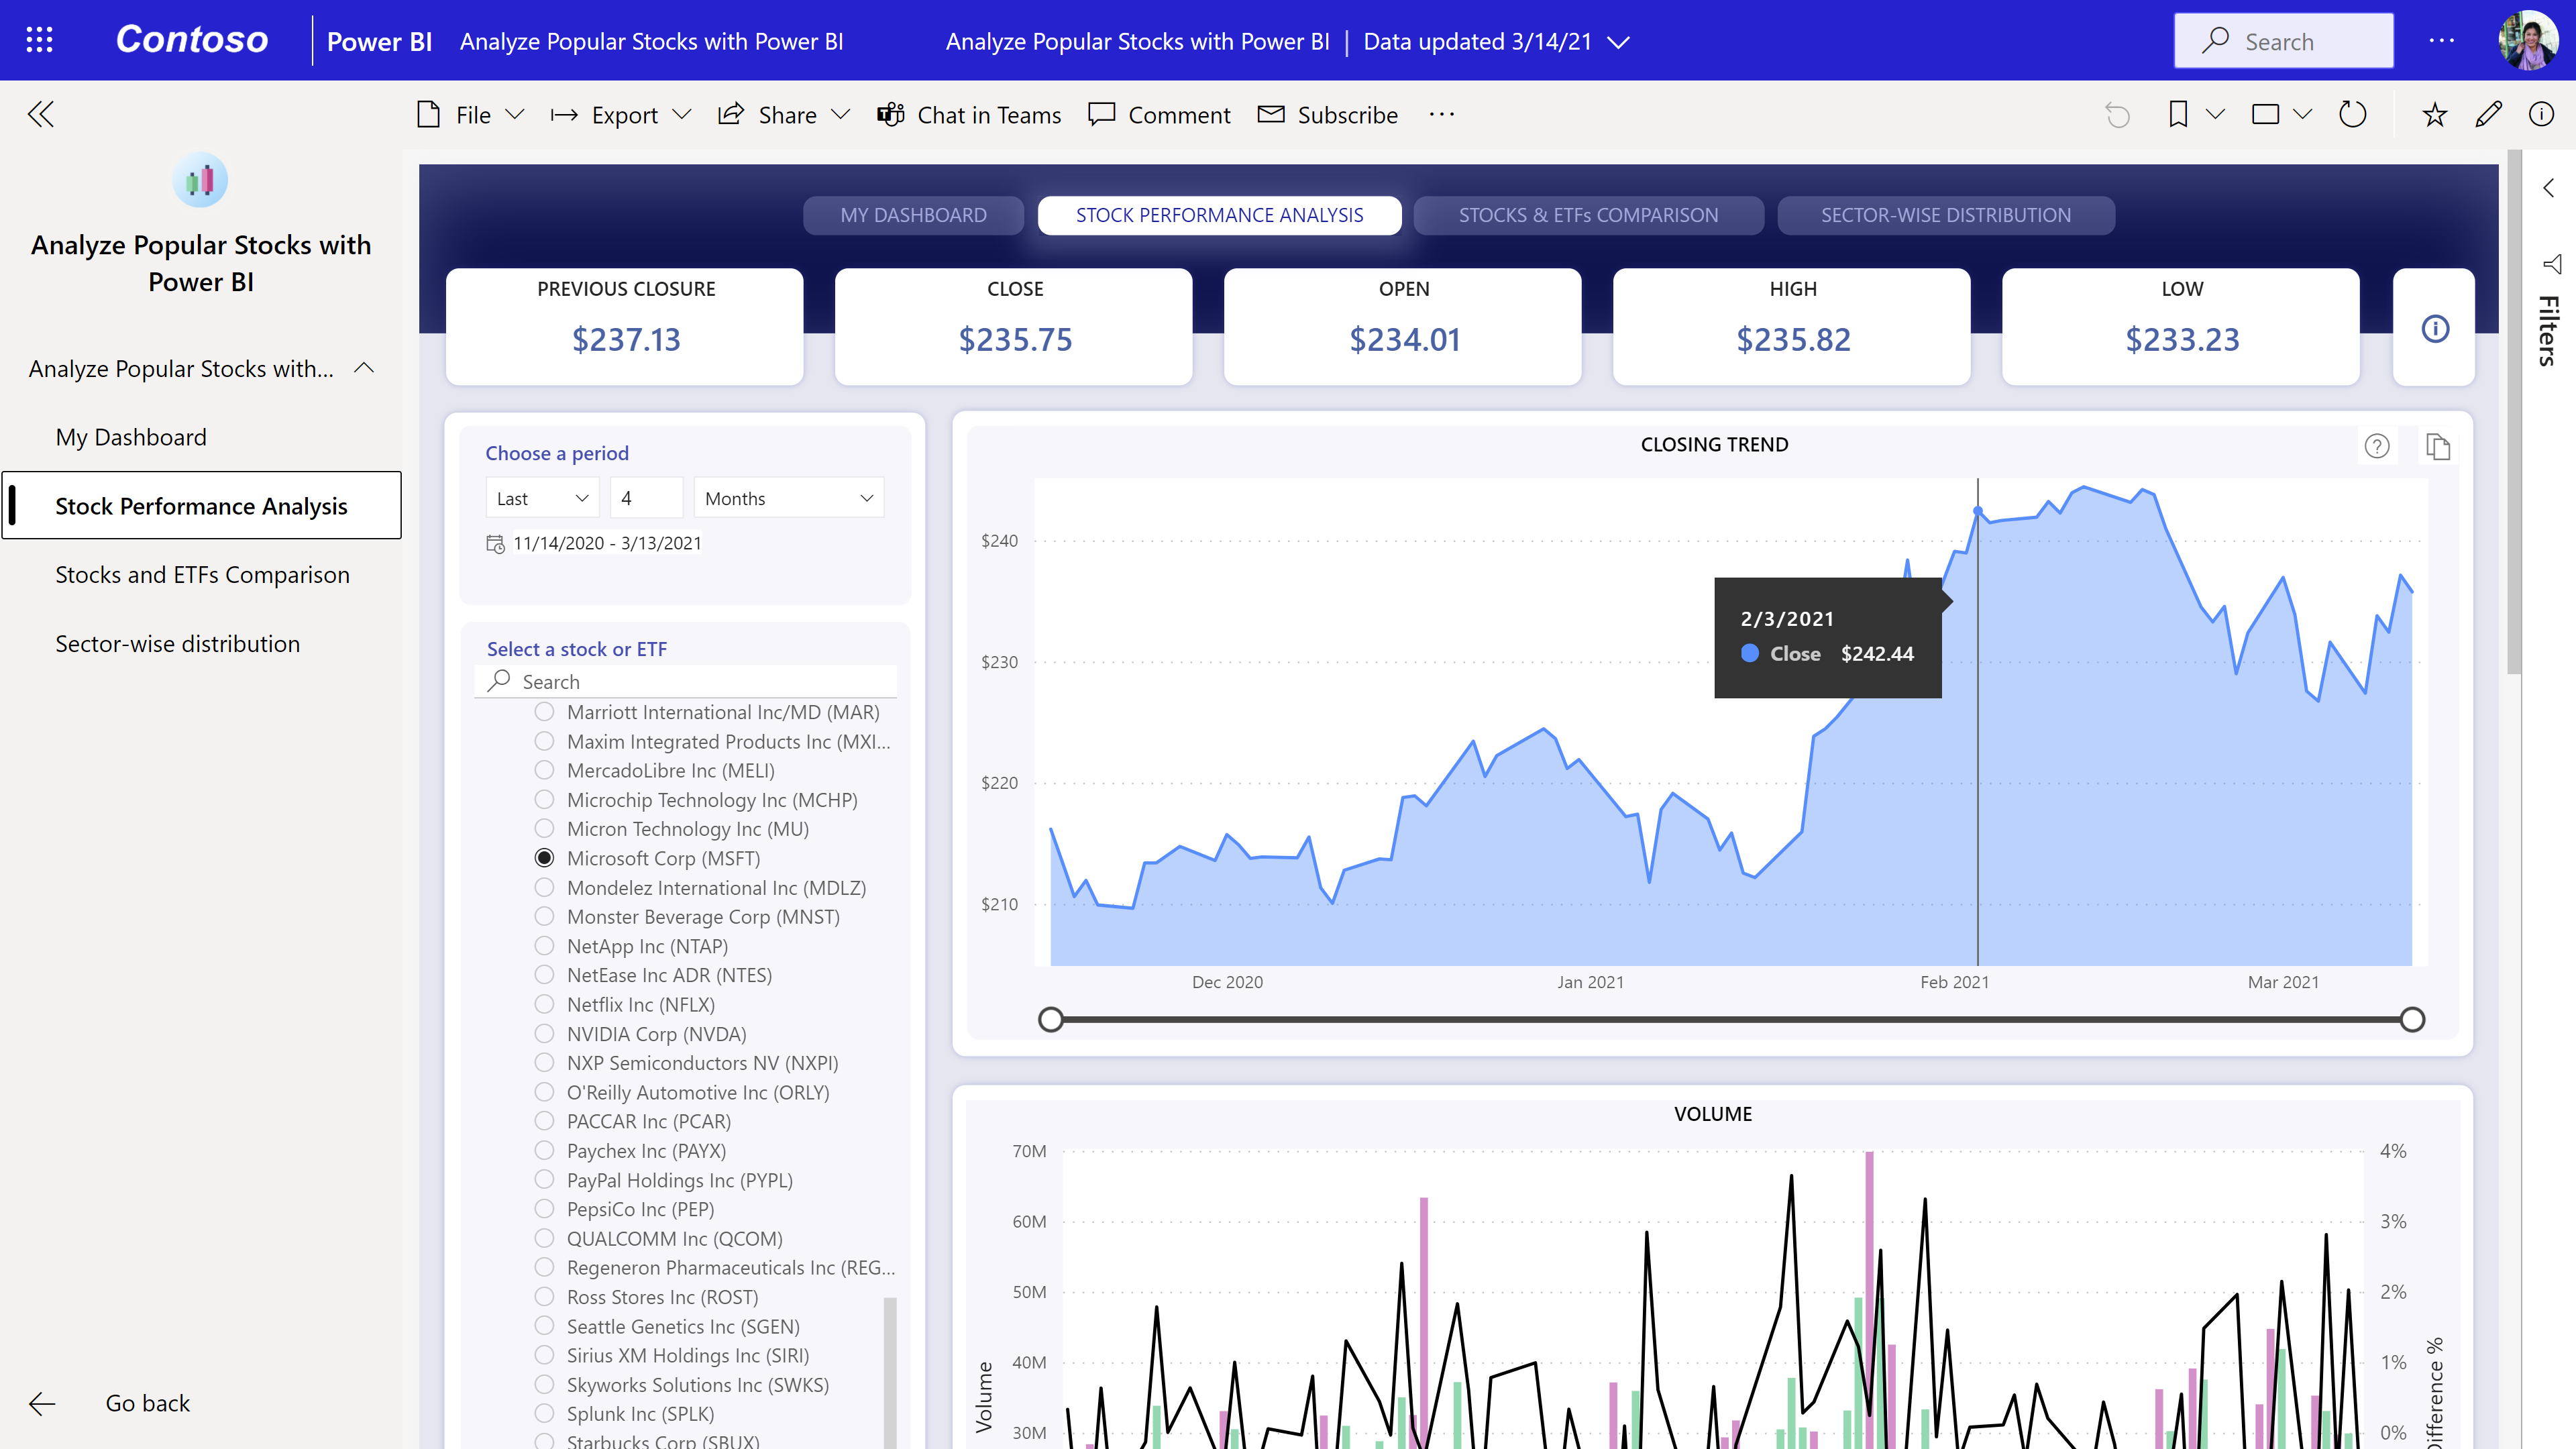 Contoso
Power BI
Analyze Popular Stocks with Power BI
Analyze Popular Stocks with Power BI | Data updated 3/14/21
Search
File
Export
Share
Chat in Teams
Comment
Subscribe
Analyze Popular Stocks with
Power BI
Analyze Popular Stocks with...
My Dashboard
Stock Performance Analysis
Stocks and ETFs Comparison
Sector-wise distribution
Go back
MY DASHBOARD
STOCK PERFORMANCE ANALYSIS
STOCKS & ETFs COMPARISON
SECTOR-WISE DISTRIBUTION
PREVIOUS CLOSURE
$237.13
CLOSE
$235.75
OPEN
$234.01
HIGH
$235.82
LOW
$233.23
Filters
Choose a period
Last
4
Months
11/14/2020 - 3/13/2021
Select a stock or ETF
Search
Marriott International Inc/MD (MAR)
Maxim Integrated Products Inc (MXI...
MercadoLibre Inc (MELI)
Microchip Technology Inc (MCHP)
Micron Technology Inc (MU)
Microsoft Corp (MSFT)
Mondelez International Inc (MDLZ)
Monster Beverage Corp (MNST)
NetApp Inc (NTAP)
NetEase Inc ADR (NTES)
Netflix Inc (NFLX)
NVIDIA Corp (NVDA)
NXP Semiconductors NV (NXPI)
O'Reilly Automotive Inc (ORLY)
PACCAR Inc (PCAR)
Paychex Inc (PAYX)
PayPal Holdings Inc (PYPL)
PepsiCo Inc (PEP)
QUALCOMM Inc (QCOM)
Regeneron Pharmaceuticals Inc (REG...
Ross Stores Inc (ROST)
Seattle Genetics Inc (SGEN)
Sirius XM Holdings Inc (SIRI)
Skyworks Solutions Inc (SWKS)
Splunk Inc (SPLK)
Starbucks Corp (SBUX)
CLOSING TREND
$240
$230
$220
$210
2/3/2021
Close $242.44
Dec 2020
Jan 2021
Feb 2021
Mar 2021
VOLUME
70M
60M
50M
40M
30M
Volume
4%
3%
2%
1%
0%
Difference %